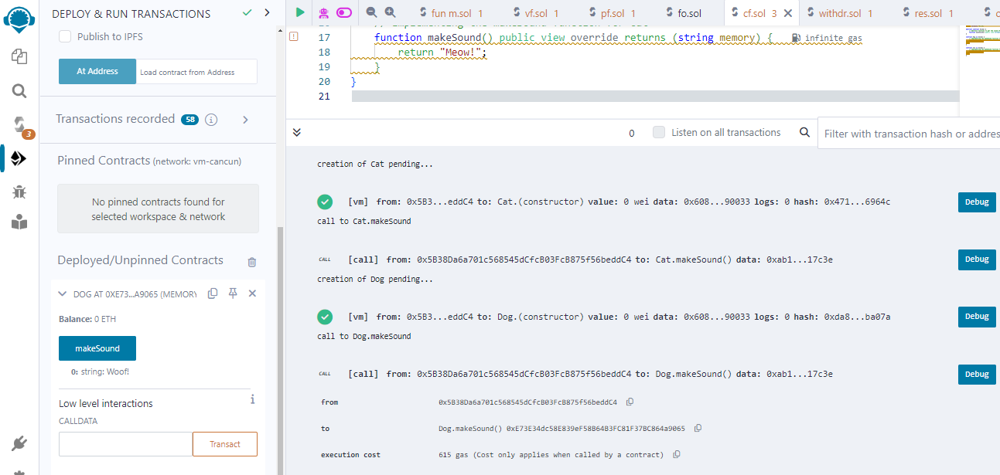 DEPLOY & RUN TRANSACTIONS
Publish to IPFS
At Address
Load contract from Address
Transactions recorded 58 i
Pinned Contracts (network: vm-cancun)
No pinned contracts found for
selected workspace & network
Deployed/Unpinned Contracts
DOG AT 0XE73...A9065 (MEMORY
Balance: 0 ETH
makeSound
0: string: Woof!
Low level interactions
i
CALLDATA
Transact
3
fun m.sol 1
vf.sol 1
pf.sol 1
fo.sol
cf.sol 3
withdr.sol 1
res.sol 1
17 function makeSound() public view override returns (string memory) { infinite gas
18 return "Meow!";
19 }
20 }
21
0
Listen on all transactions
Filter with transaction hash or addres
creation of Cat pending...
[vm] from: 0x5B3...eddC4 to: Cat.(constructor) value: 0 wei data: 0x608...90033 logs: 0 hash: 0x471...6964c
Debug
call to Cat.makeSound
CALL [call] from: 0x5B38Da6a701c568545dCfcB03FcB875f56beddC4 to: Cat.makeSound() data: 0xab1...17c3e
Debug
creation of Dog pending...
[vm] from: 0x5B3...eddC4 to: Dog.(constructor) value: 0 wei data: 0x608...90033 logs: 0 hash: 0xda8...ba07a
Debug
call to Dog.makeSound
CALL [call] from: 0x5B38Da6a701c568545dCfcB03FcB875f56beddC4 to: Dog.makeSound() data: 0xab1...17c3e
Debug
from 0x5B38Da6a701c568545dCfcB03FcB875f56beddC4
to Dog.makeSound() 0xE73E34dc58E839eF58B64B3FC81F37BC864a9065
execution cost 615 gas (Cost only applies when called by a contract)